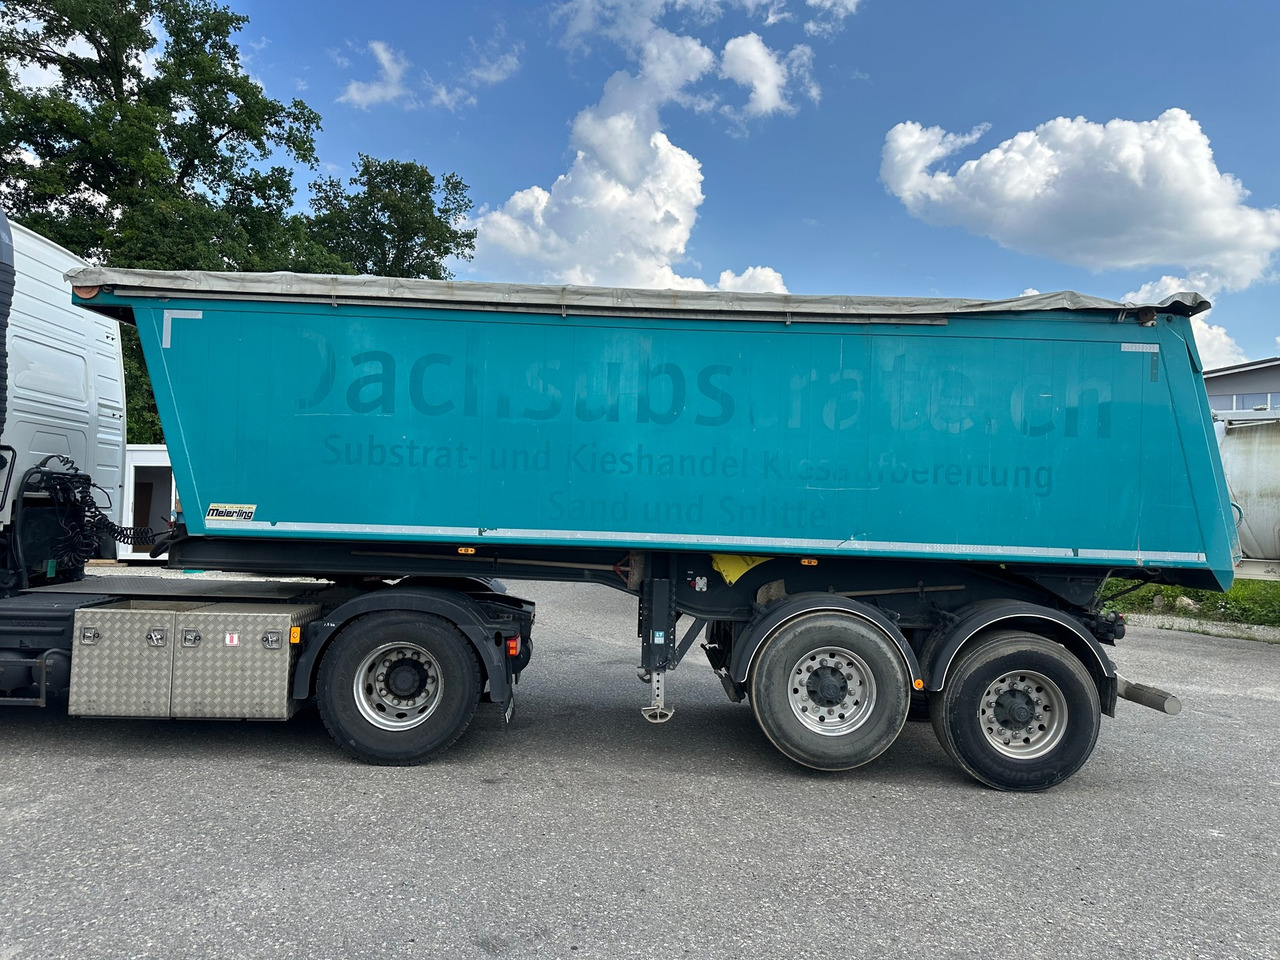 Dachsubstrate.ch
Substrat- und Kieshandel Kiesaufbereitung
Sand und Splitte
Meierling